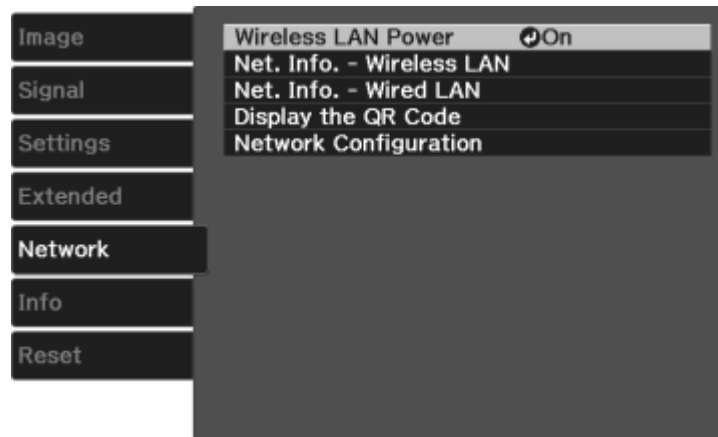 Image
Signal
Settings
Extended
Network
Info
Reset
Wireless LAN Power On
Net. Info. - Wireless LAN
Net. Info. - Wired LAN
Display the QR Code
Network Configuration